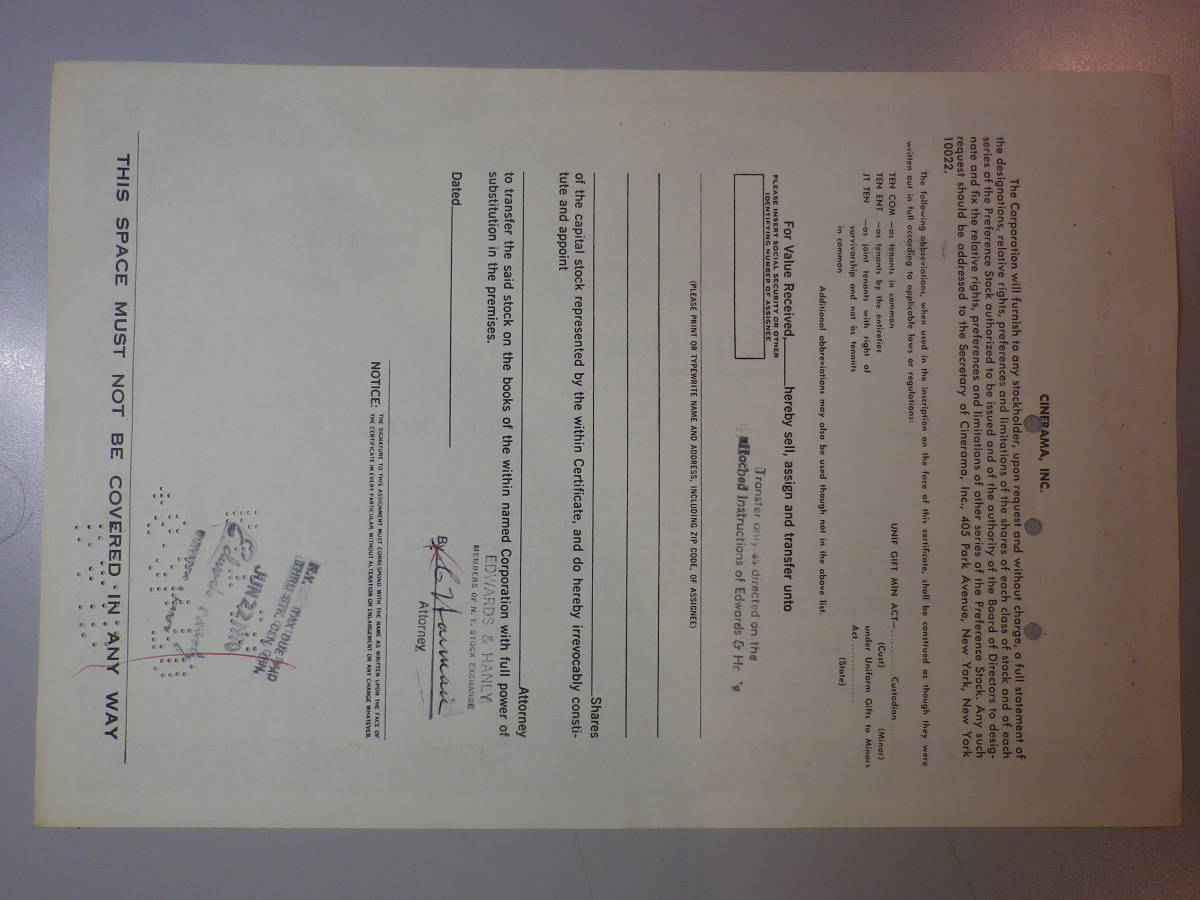 CINERAMA, INC.
The Corporation will furnish to any stockholder, upon request and without charge, a full statement of
the designations, relative rights, preferences and limitations of the shares of each class of stock and of each
series of the Preference Stock authorized to be issued and of the authority of the Board of Directors to desig-
nate and fix the relative rights, preferences and limitations of other series of the Preference Stock. Any such
request should be addressed to the Secretary of Cinerama, Inc., 405 Park Avenue, New York, New York
10022.
The following abbreviations, when used in the inscription on the face of this certificate, shall be construed as though they were
written out in full according to applicable laws or regulations:
TEN COM —as tenants in common
TEN ENT —as tenants by the entireties
JT TEN —as joint tenants with right of
survivorship and not as tenants
in common
UNIF GIFT MIN ACT—..........Custodian..........
(Cust) (Minor)
under Uniform Gifts to Minors
Act..........
(State)
Additional abbreviations may also be used though not in the above list.
For Value Received,____hereby sell, assign and transfer unto
PLEASE INSERT SOCIAL SECURITY OR OTHER
IDENTIFYING NUMBER OF ASSIGNEE
Transfer only as directed on the
Attached Instructions of Edwards &
(PLEASE PRINT OR TYPEWRITE NAME AND ADDRESS, INCLUDING ZIP CODE, OF ASSIGNEE)
Shares
of the capital stock represented by the within Certificate, and do hereby irrevocably consti-
tute and appoint
Attorney
to transfer the said stock on the books of the within named Corporation with full power of
substitution in the premises.
Dated
EDWARDS & HANLY
MEMBERS OF N. Y. STOCK EXCHANGE
By
Attorney
NOTICE: THE SIGNATURE TO THIS ASSIGNMENT MUST CORRESPOND WITH THE NAME AS WRITTEN UPON THE FACE OF
THE CERTIFICATE IN EVERY PARTICULAR, WITHOUT ALTERATION OR ENLARGEMENT OR ANY CHANGE WHATEVER.
N.Y. TAX DUE PAID
JUN 22 1970
THIS SPACE MUST NOT BE COVERED IN ANY WAY